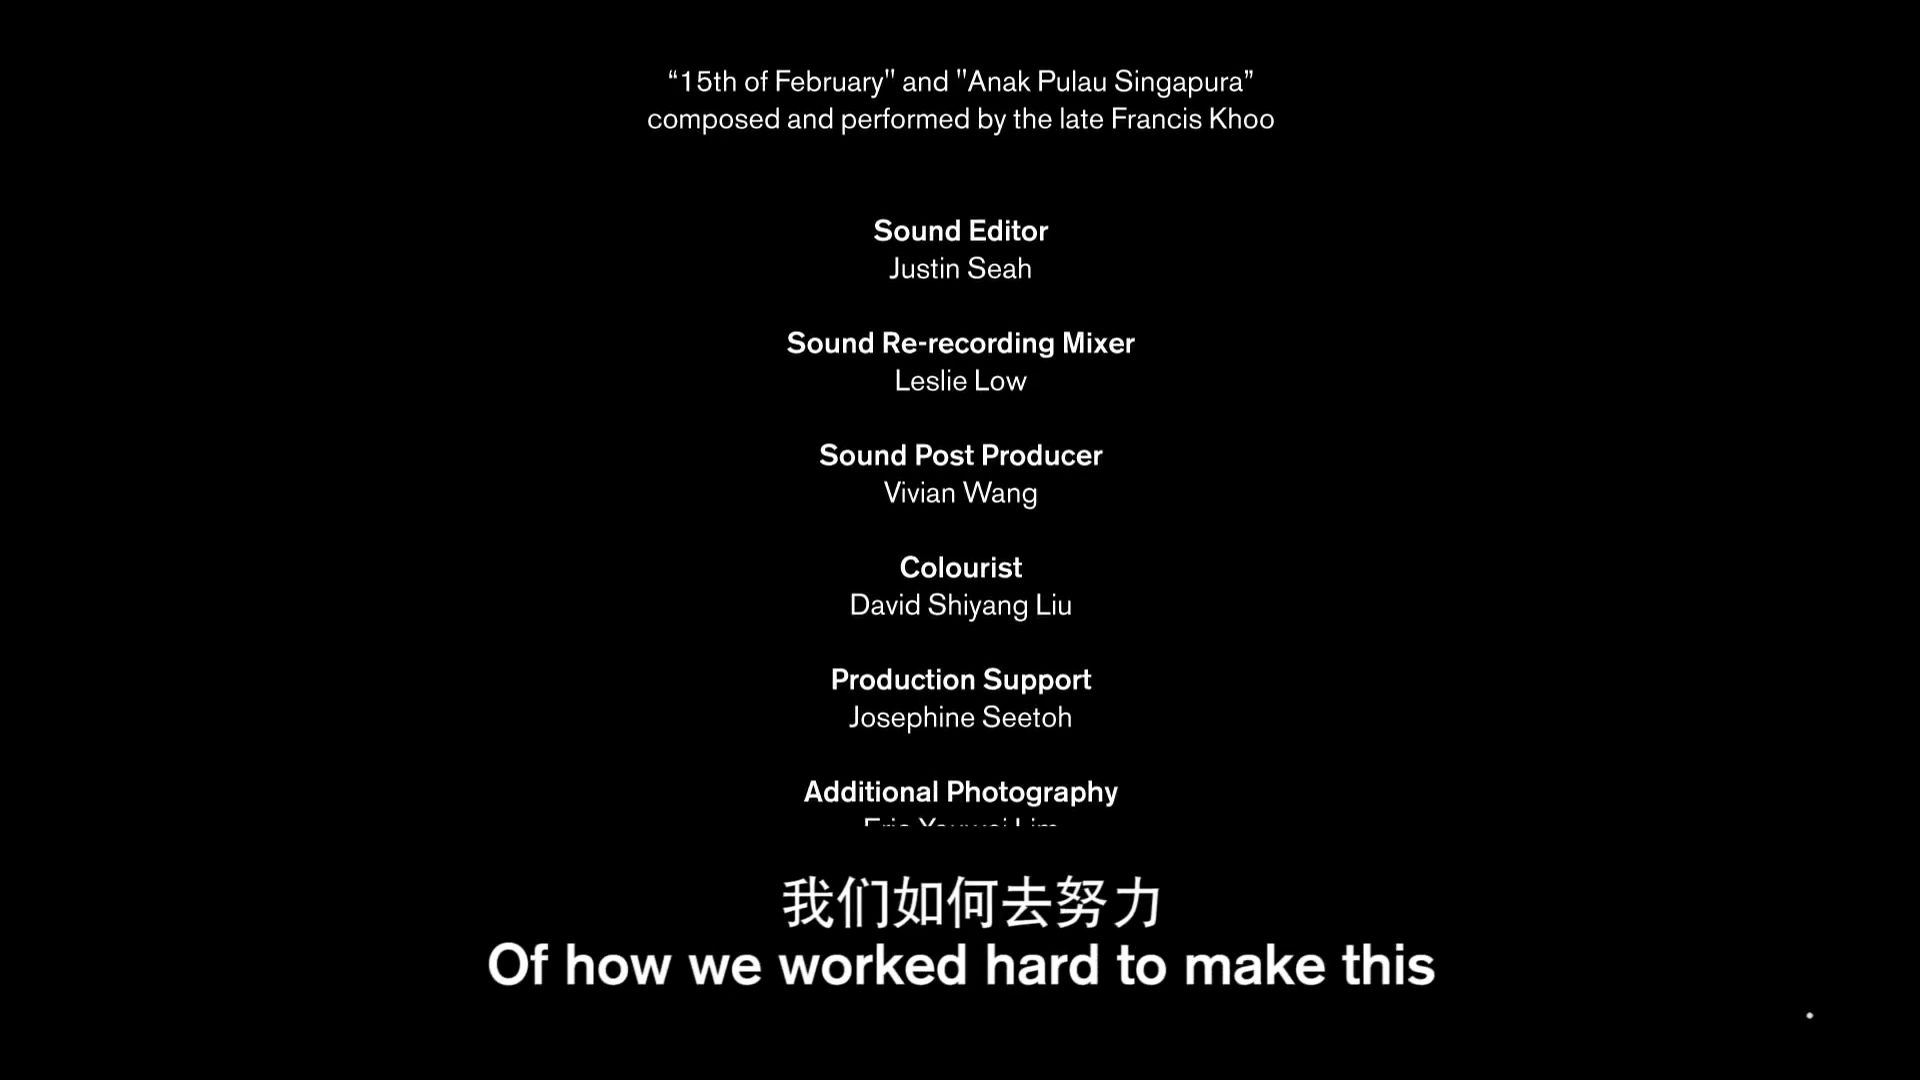 “15th of February" and "Anak Pulau Singapura”
composed and performed by the late Francis Khoo
Sound Editor
Justin Seah
Sound Re-recording Mixer
Leslie Low
Sound Post Producer
Vivian Wang
Colourist
David Shiyang Liu
Production Support
Josephine Seetoh
Additional Photography
我们如何去努力
Of how we worked hard to make this